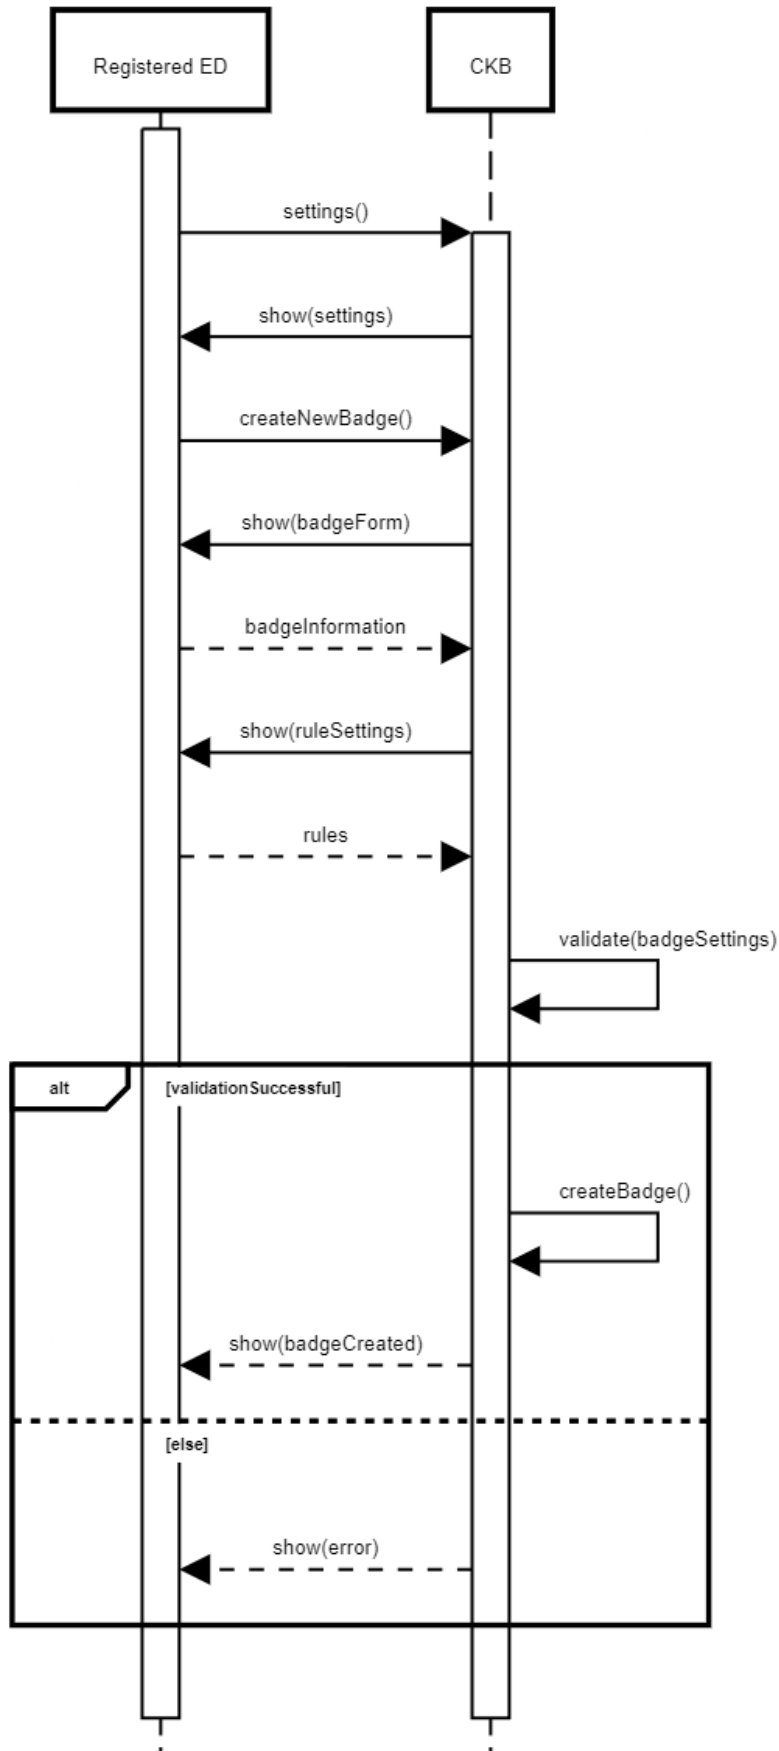 Registered ED
CKB
settings()
show(settings)
createNewBadge()
show(badgeForm)
badgeInformation
show(ruleSettings)
rules
validate(badgeSettings)
alt
[validationSuccessful]
createBadge()
show(badgeCreated)
[else]
show(error)